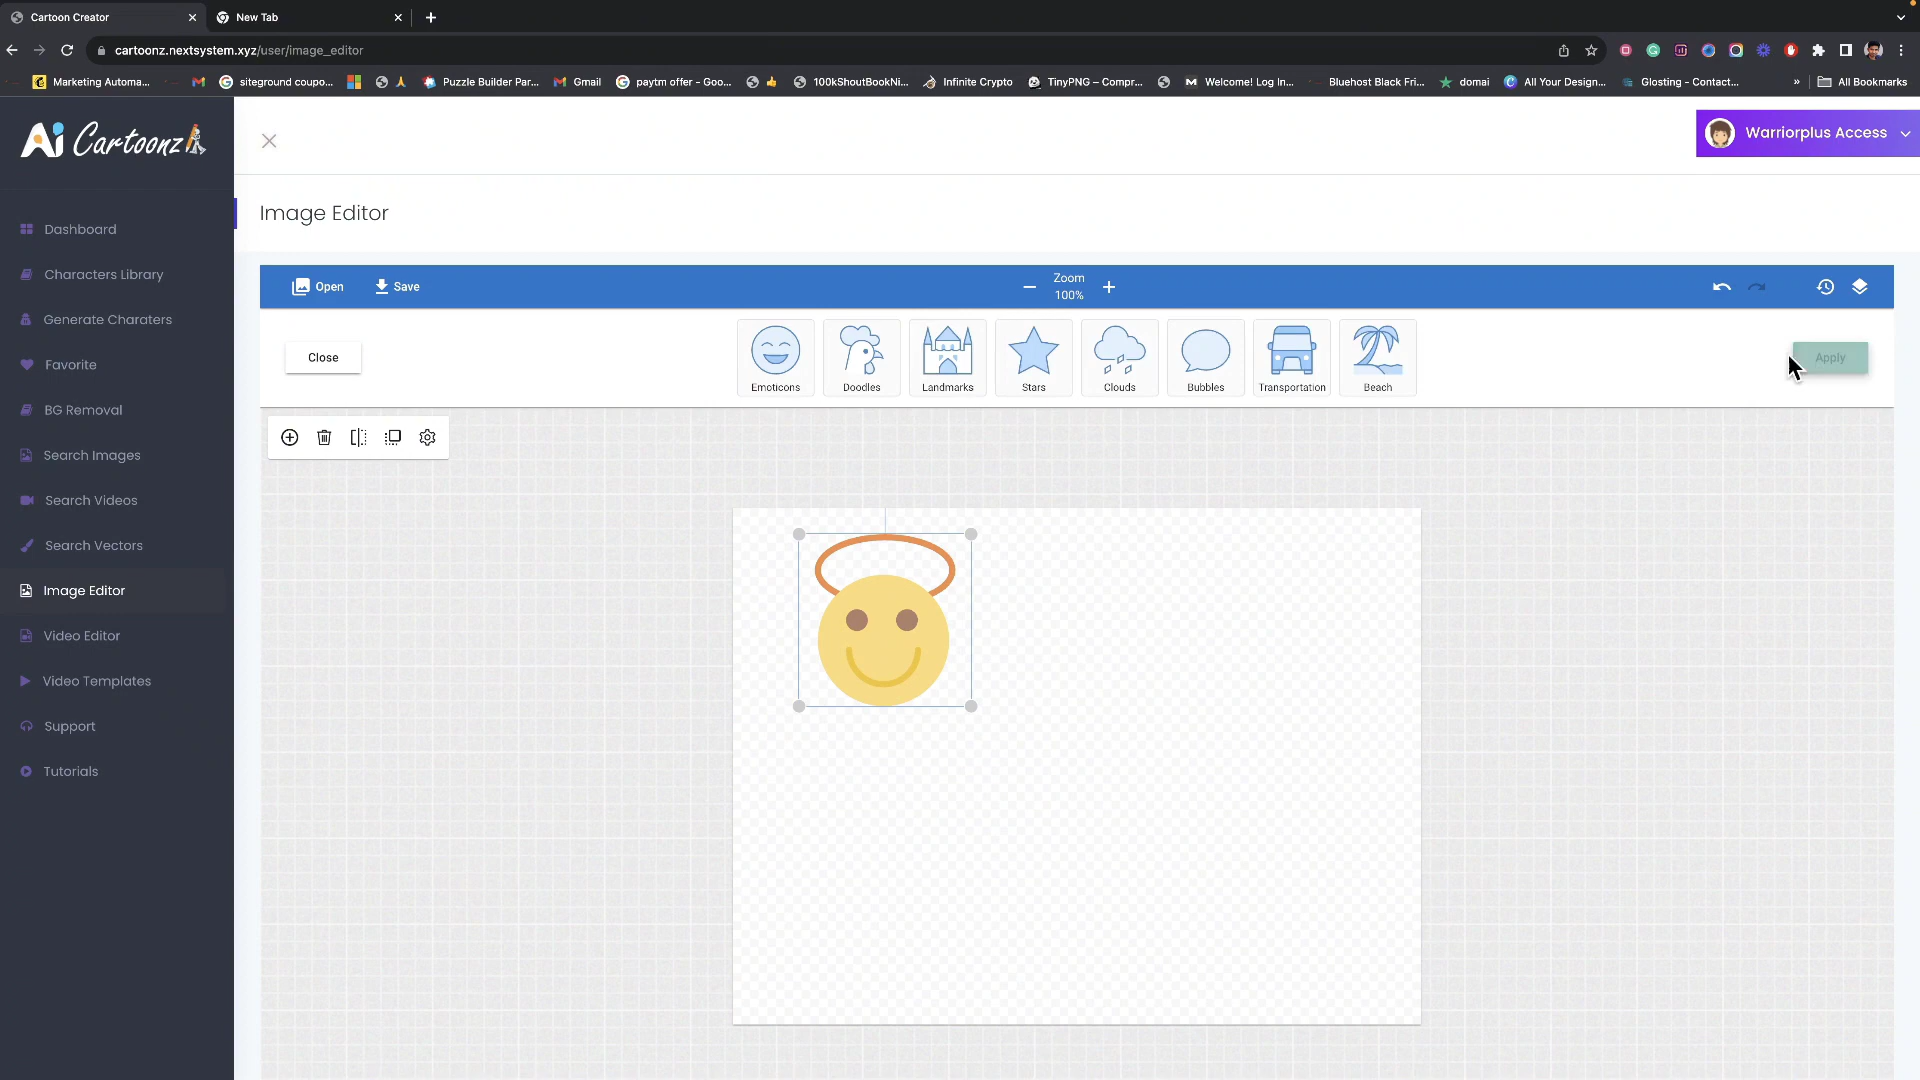 Cartoon Creator
New Tab
cartoonz.nextsystem.xyz/user/image_editor
Marketing Automa...
siteground coupo...
Puzzle Builder Par...
Gmail
paytm offer - Goo...
100kShoutBookNi...
Infinite Crypto
TinyPNG – Compr...
Welcome! Log In...
Bluehost Black Fri...
domai
All Your Design...
Glosting - Contact...
»
All Bookmarks
Ai Cartoonz
Warriorplus Access
Image Editor
Dashboard
Characters Library
Generate Charaters
Favorite
BG Removal
Search Images
Search Videos
Search Vectors
Image Editor
Video Editor
Video Templates
Support
Tutorials
Open
Save
Zoom
100%
Close
Emoticons
Doodles
Landmarks
Stars
Clouds
Bubbles
Transportation
Beach
Apply